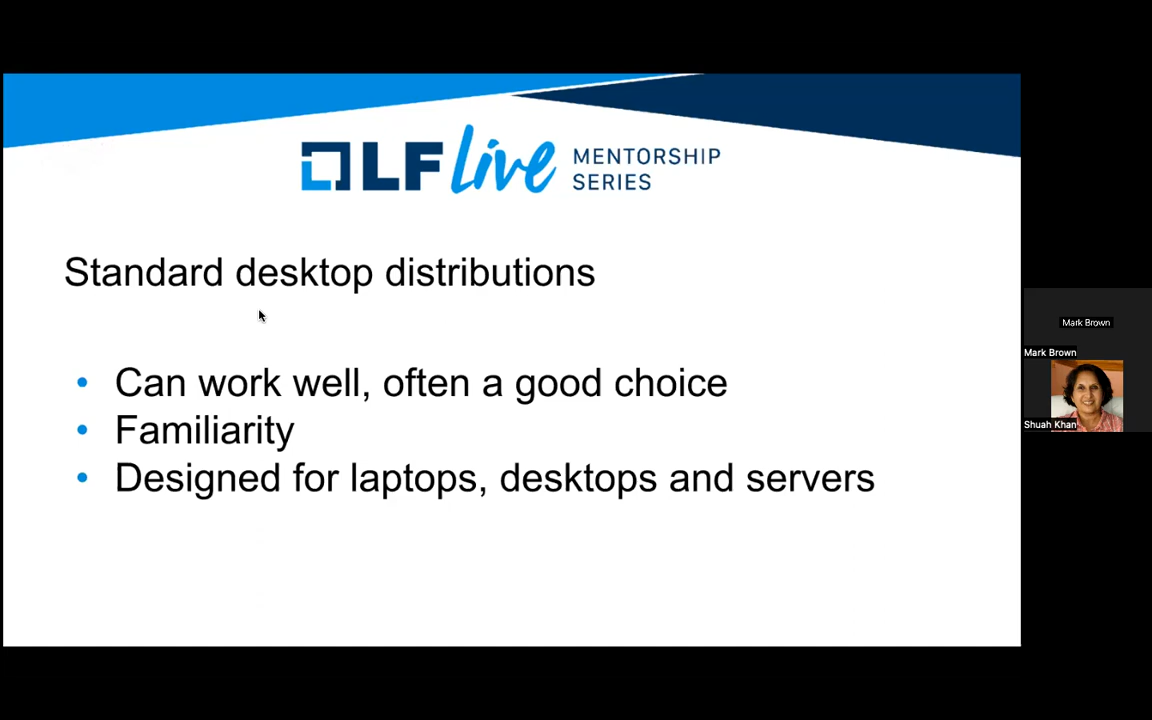 LF Live MENTORSHIP
SERIES
Standard desktop distributions
• Can work well, often a good choice
• Familiarity
• Designed for laptops, desktops and servers
Mark Brown
Mark Brown
Shuah Khan